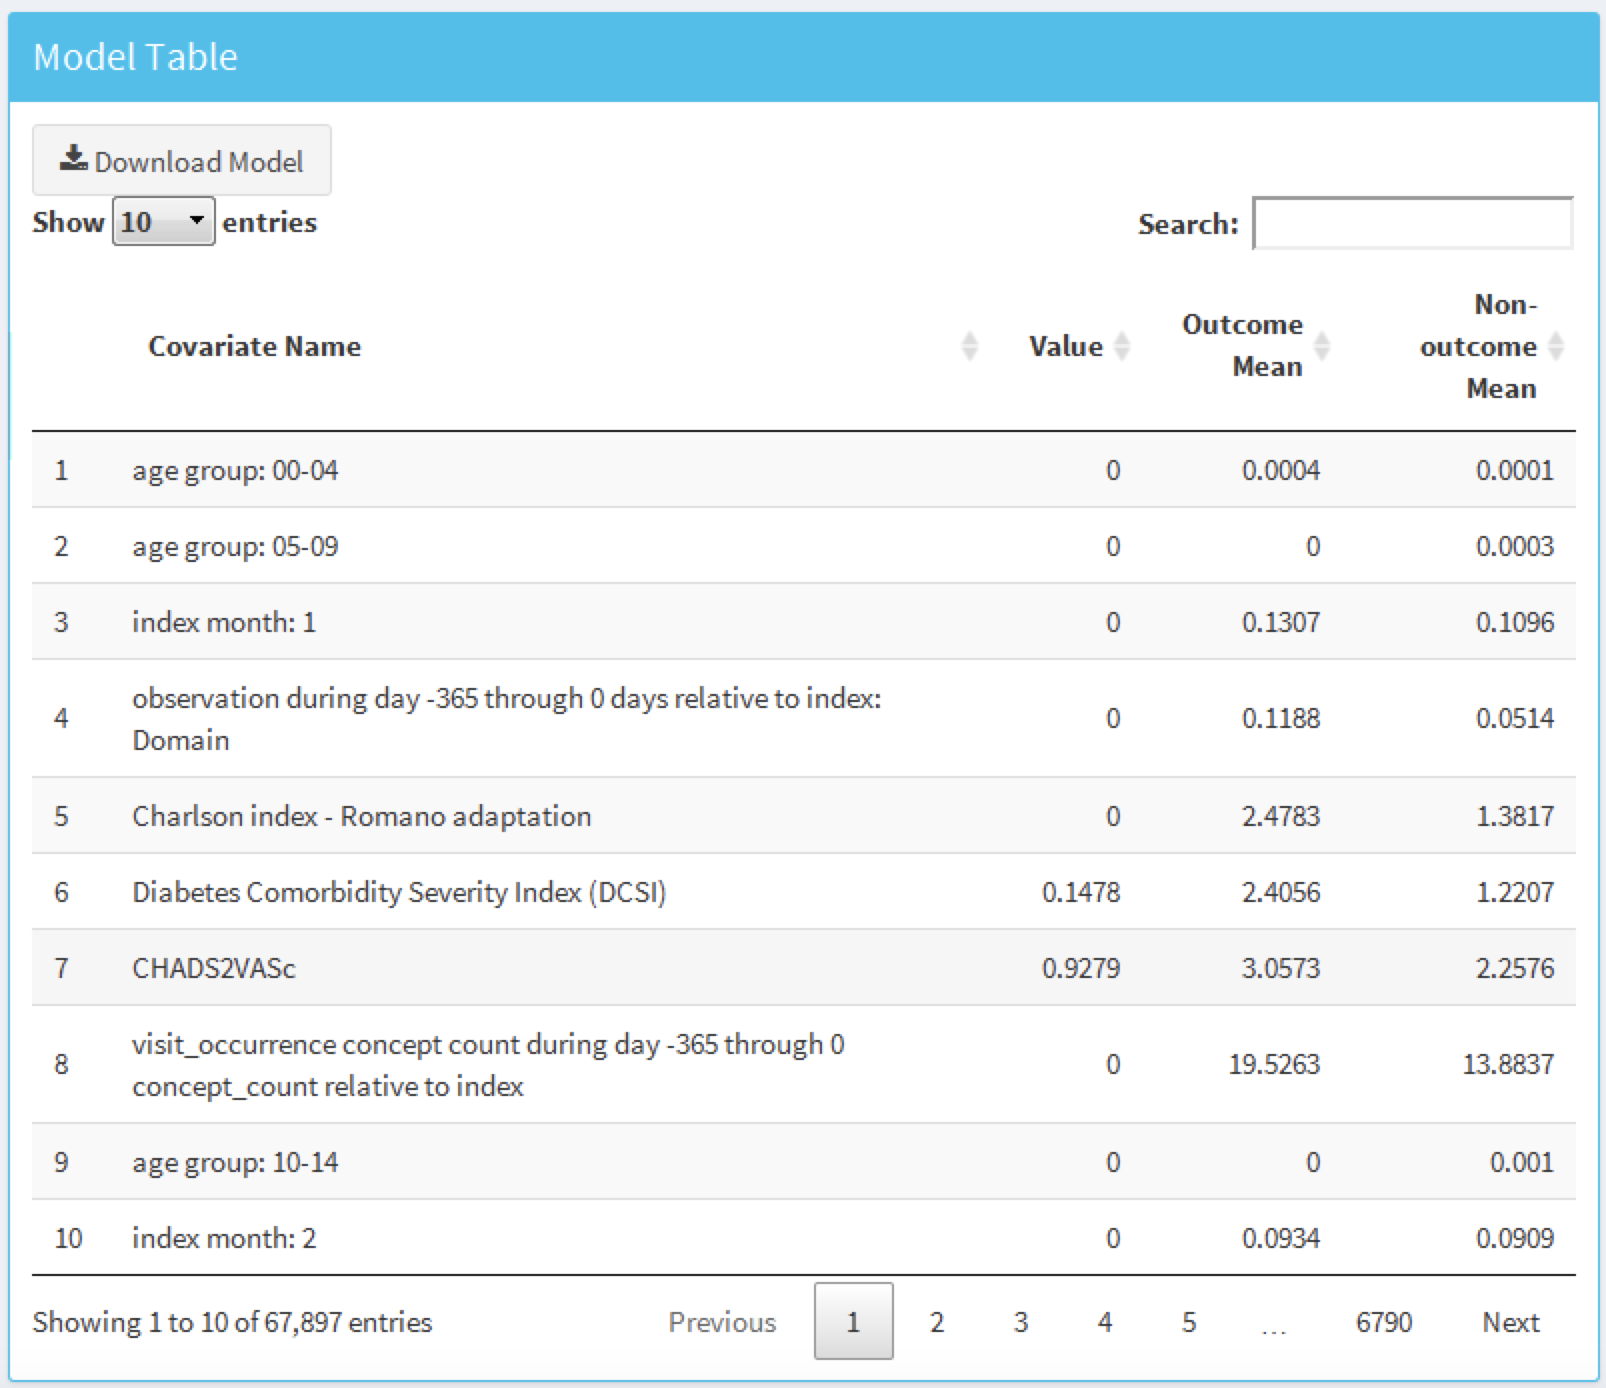 Model Table
Download Model
Show 10 entries
Search:
Covariate Name Value Outcome Mean Non-outcome Mean
1 age group: 00-04 0 0.0004 0.0001
2 age group: 05-09 0 0 0.0003
3 index month: 1 0 0.1307 0.1096
4 observation during day -365 through 0 days relative to index:
Domain 0 0.1188 0.0514
5 Charlson index - Romano adaptation 0 2.4783 1.3817
6 Diabetes Comorbidity Severity Index (DCSI) 0.1478 2.4056 1.2207
7 CHADS2VASc 0.9279 3.0573 2.2576
8 visit_occurrence concept count during day -365 through 0
concept_count relative to index 0 19.5263 13.8837
9 age group: 10-14 0 0 0.001
10 index month: 2 0 0.0934 0.0909
Showing 1 to 10 of 67,897 entries Previous 1 2 3 4 5 ... 6790 Next